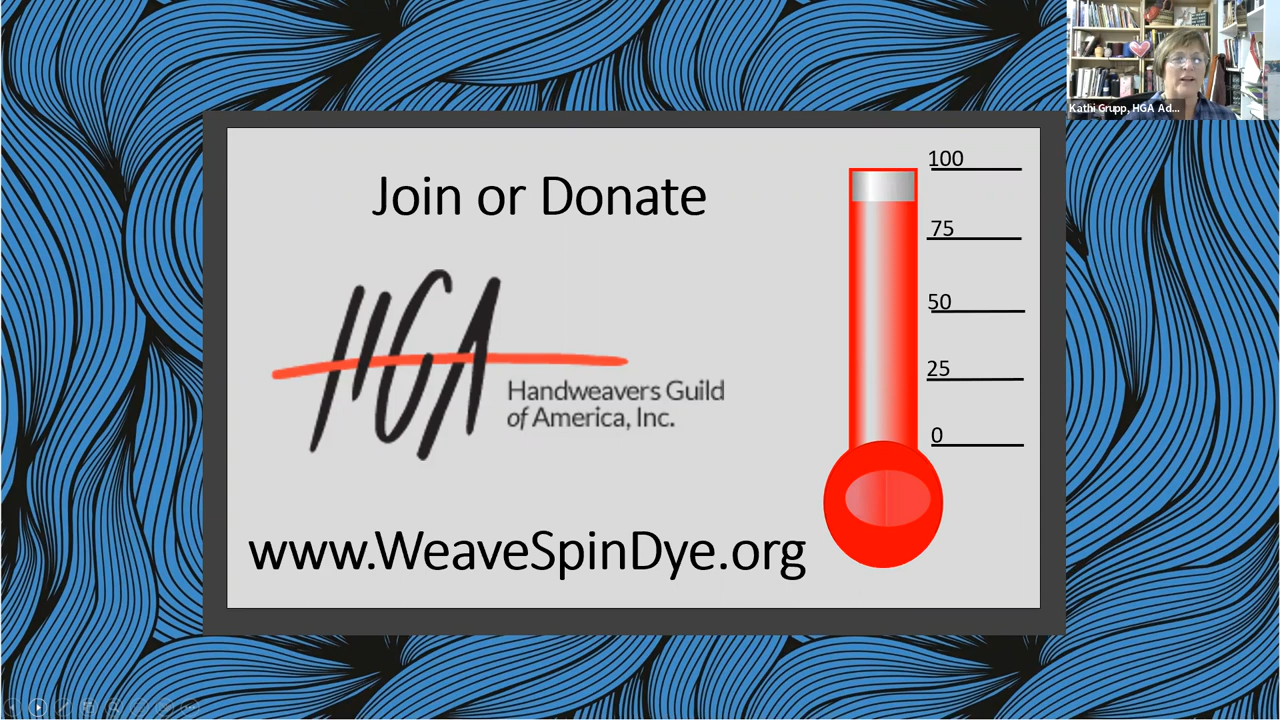 Kathi Grupp, HGA Ad...
Join or Donate
HGA
Handweavers Guild
of America, Inc.
www.WeaveSpinDye.org
100
75
50
25
0